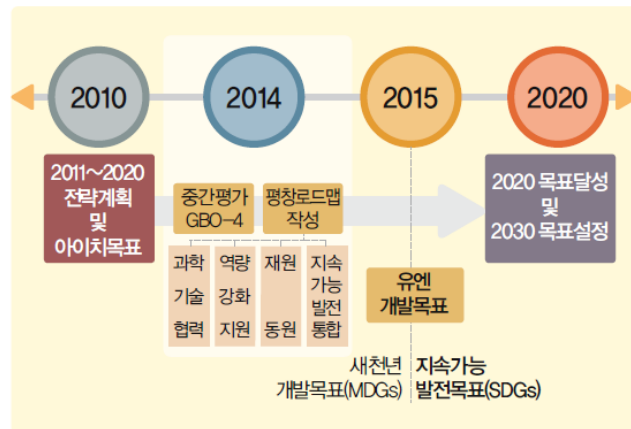 2010
2014
2015
2020
2011~2020
전략계획
및
아이치목표
중간평가
GBO-4
평창로드맵
작성
과학
기술
협력
역량
강화
지원
재원
동원
지속
가능
발전
통합
유엔
개발목표
새천년
개발목표(MDGs)
지속가능
발전목표(SDGs)
2020 목표달성
및
2030 목표설정